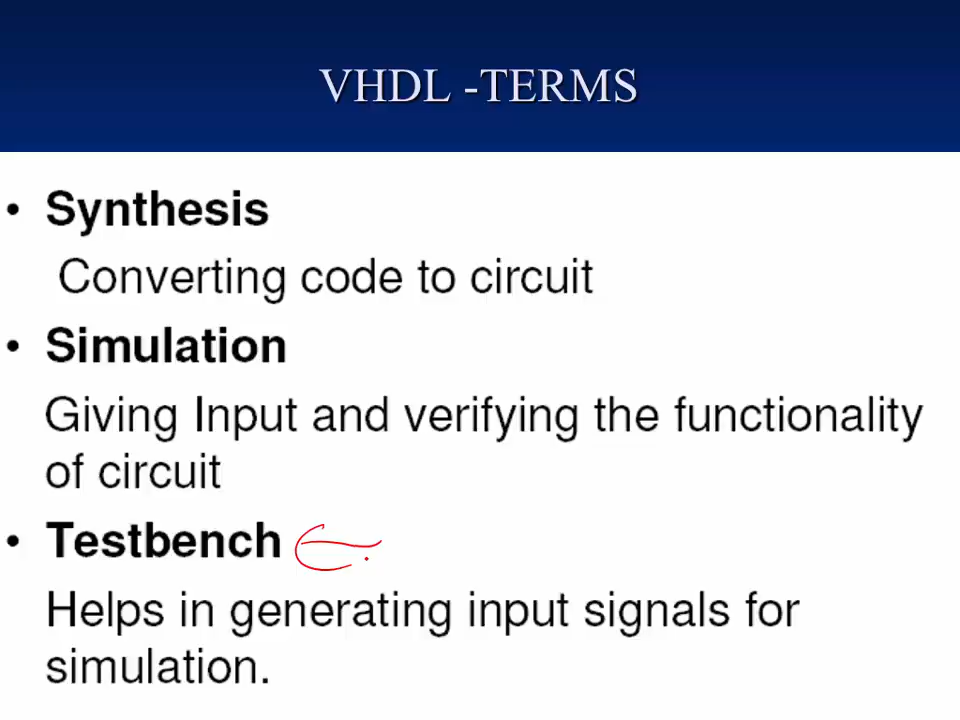 VHDL -TERMS
• Synthesis
Converting code to circuit
• Simulation
Giving Input and verifying the functionality
of circuit
• Testbench
Helps in generating input signals for
simulation.